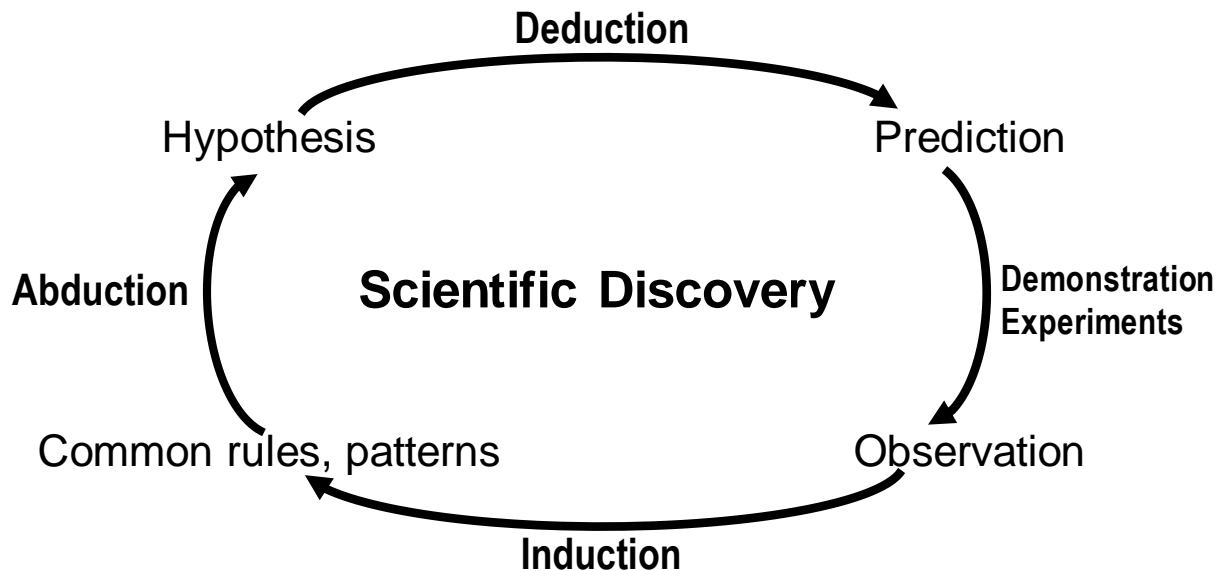 Deduction
Hypothesis
Prediction
Abduction
Scientific Discovery
Demonstration
Experiments
Common rules, patterns
Observation
Induction